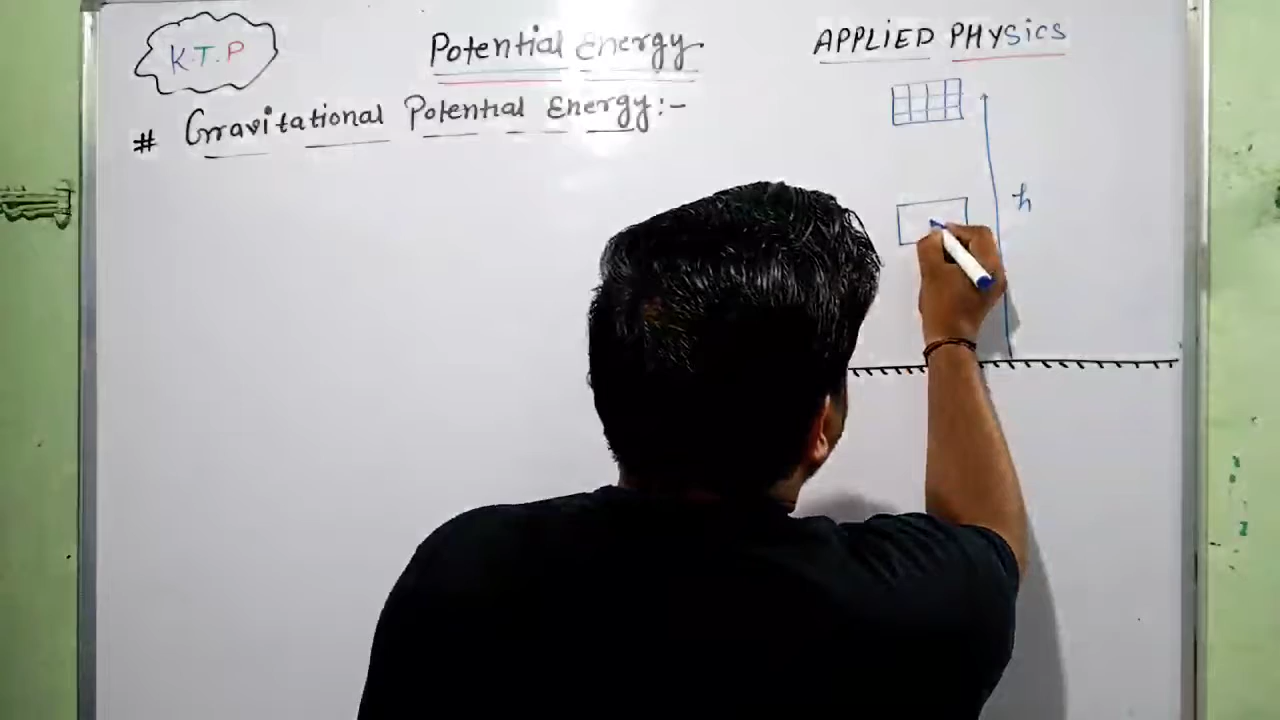 K.T.P
Potential Energy
APPLIED PHYSICS
# Gravitational Potential Energy:-
h